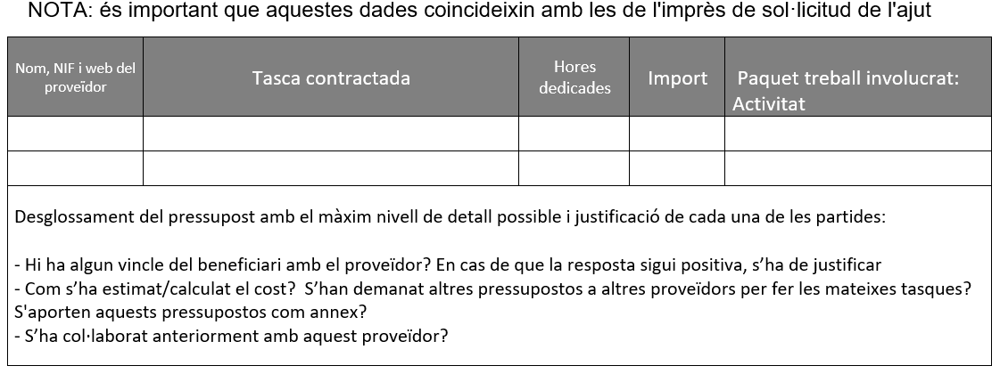 NOTA: és important que aquestes dades coincideixin amb les de l'imprès de sol·licitud de l'ajut
Nom, NIF i web del
proveïdor
Tasca contractada
Hores
dedicades
Import
Paquet treball involucrat:
Activitat
Desglossament del pressupost amb el màxim nivell de detall possible i justificació de cada una de les partides:
- Hi ha algun vincle del beneficiari amb el proveïdor? En cas de que la resposta sigui positiva, s’ha de justificar
- Com s’ha estimat/calculat el cost?  S’han demanat altres pressupostos a altres proveïdors per fer les mateixes tasques?
S'aporten aquests pressupostos com annex?
- S’ha col·laborat anteriorment amb aquest proveïdor?